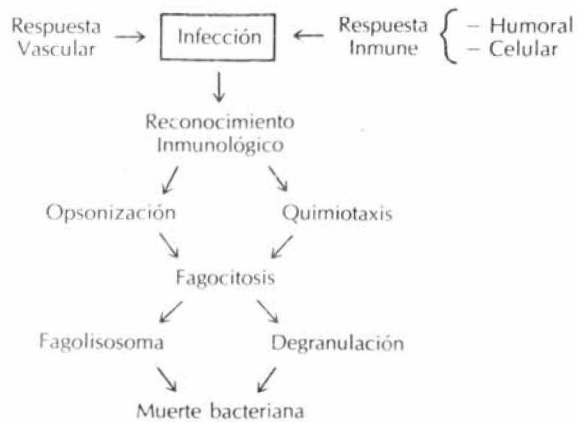 Respuesta
Vascular
Infección
Respuesta
Inmune
– Humoral
– Celular
Reconocimiento
Inmunológico
Opsonización
Quimiotaxis
Fagocitosis
Fagolisosoma
Degranulación
Muerte bacteriana